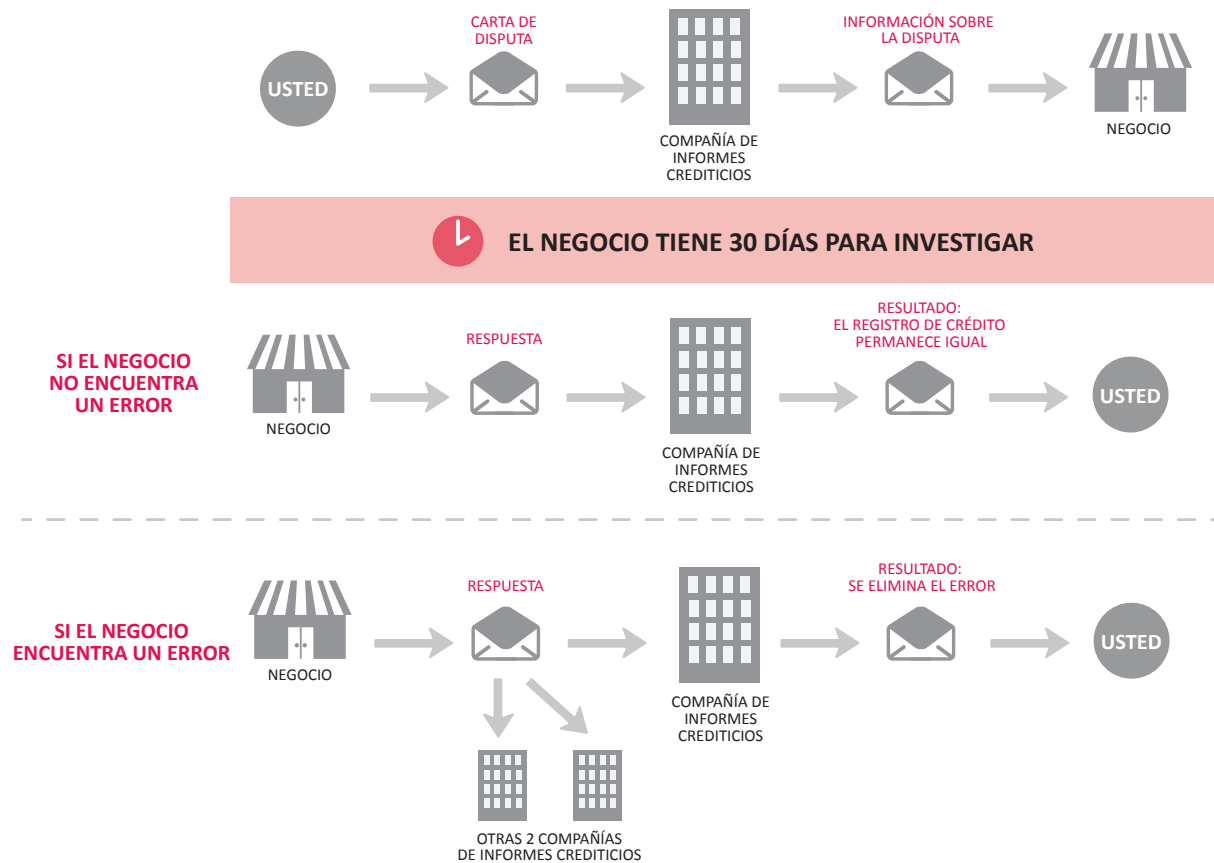 CARTA DE
DISPUTA
INFORMACIÓN SOBRE
LA DISPUTA
USTED
COMPAÑÍA DE
INFORMES
CREDITICIOS
NEGOCIO
EL NEGOCIO TIENE 30 DÍAS PARA INVESTIGAR
SI EL NEGOCIO
NO ENCUENTRA
UN ERROR
NEGOCIO
RESPUESTA
COMPAÑÍA DE
INFORMES
CREDITICIOS
RESULTADO:
EL REGISTRO DE CRÉDITO
PERMANECE IGUAL
USTED
SI EL NEGOCIO
ENCUENTRA UN ERROR
NEGOCIO
RESPUESTA
COMPAÑÍA DE
INFORMES
CREDITICIOS
RESULTADO:
SE ELIMINA EL ERROR
USTED
OTRAS 2 COMPAÑÍAS
DE INFORMES CREDITICIOS